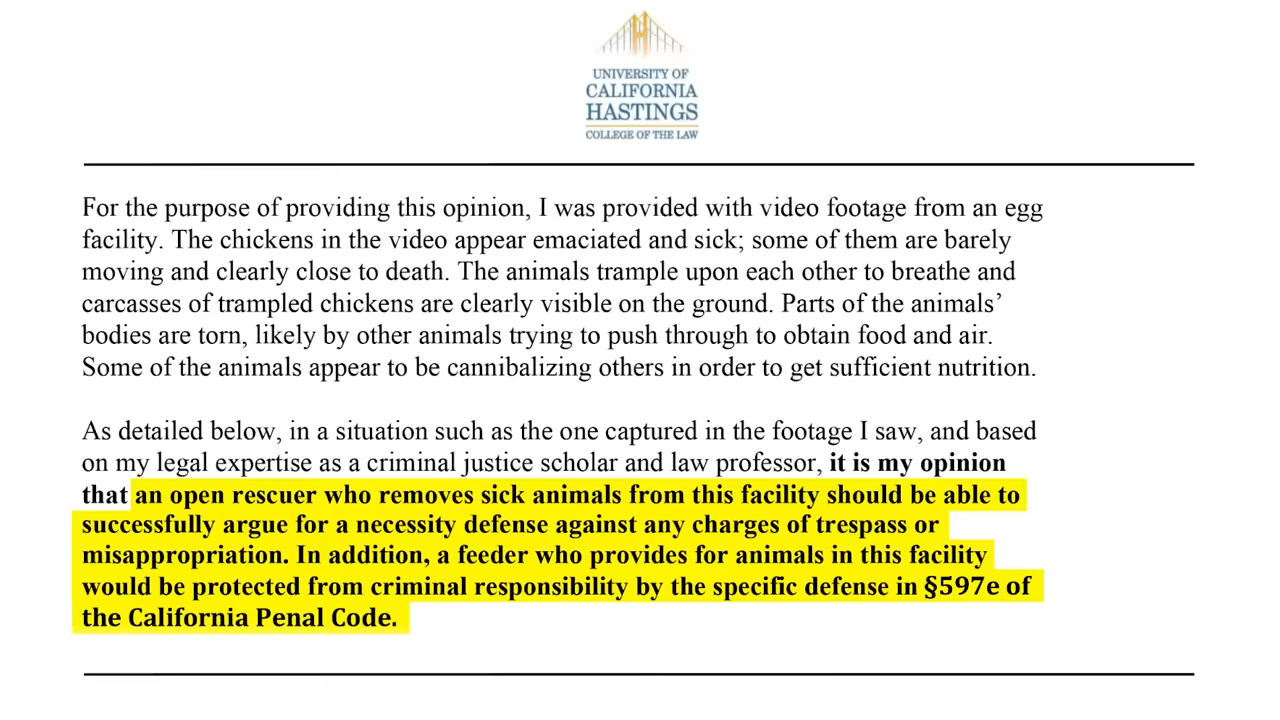 UNIVERSITY OF
CALIFORNIA
HASTINGS
COLLEGE OF THE LAW
For the purpose of providing this opinion, I was provided with video footage from an egg
facility. The chickens in the video appear emaciated and sick; some of them are barely
moving and clearly close to death. The animals trample upon each other to breathe and
carcasses of trampled chickens are clearly visible on the ground. Parts of the animals’
bodies are torn, likely by other animals trying to push through to obtain food and air.
Some of the animals appear to be cannibalizing others in order to get sufficient nutrition.
As detailed below, in a situation such as the one captured in the footage I saw, and based
on my legal expertise as a criminal justice scholar and law professor, it is my opinion
that an open rescuer who removes sick animals from this facility should be able to
successfully argue for a necessity defense against any charges of trespass or
misappropriation. In addition, a feeder who provides for animals in this facility
would be protected from criminal responsibility by the specific defense in §597e of
the California Penal Code.